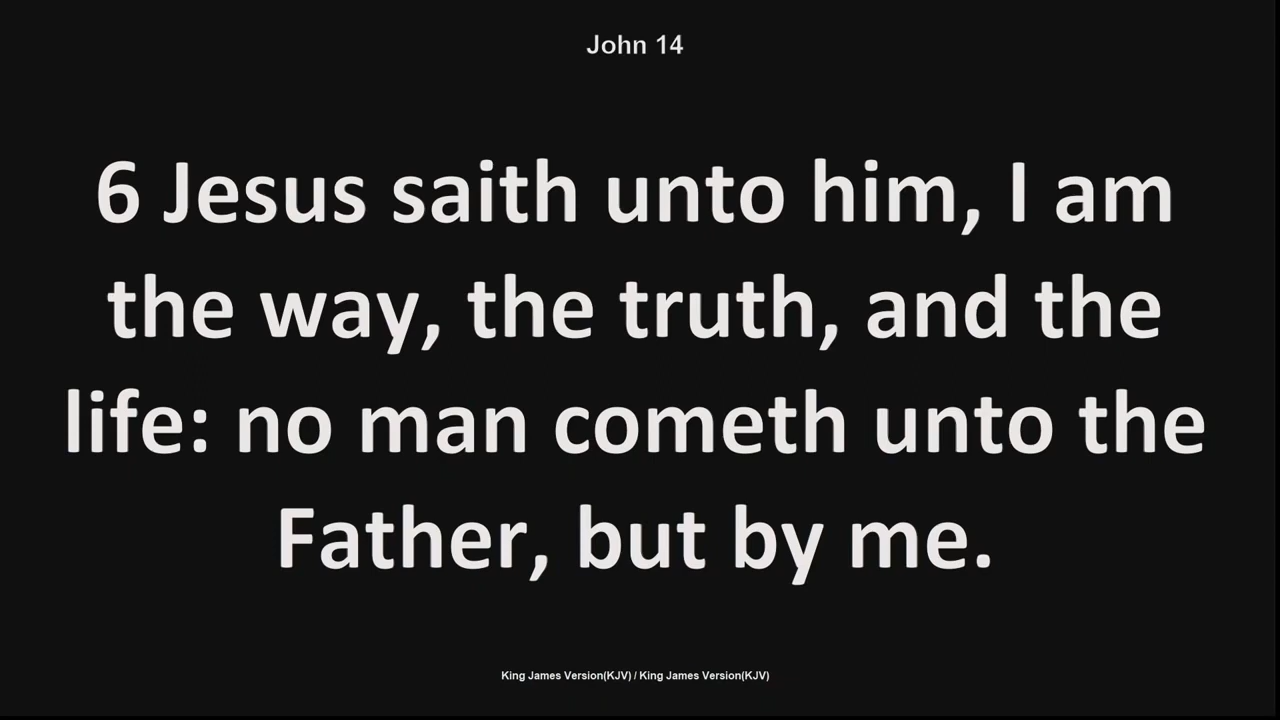 John 14
6 Jesus saith unto him, I am
the way, the truth, and the
life: no man cometh unto the
Father, but by me.
King James Version(KJV) / King James Version(KJV)